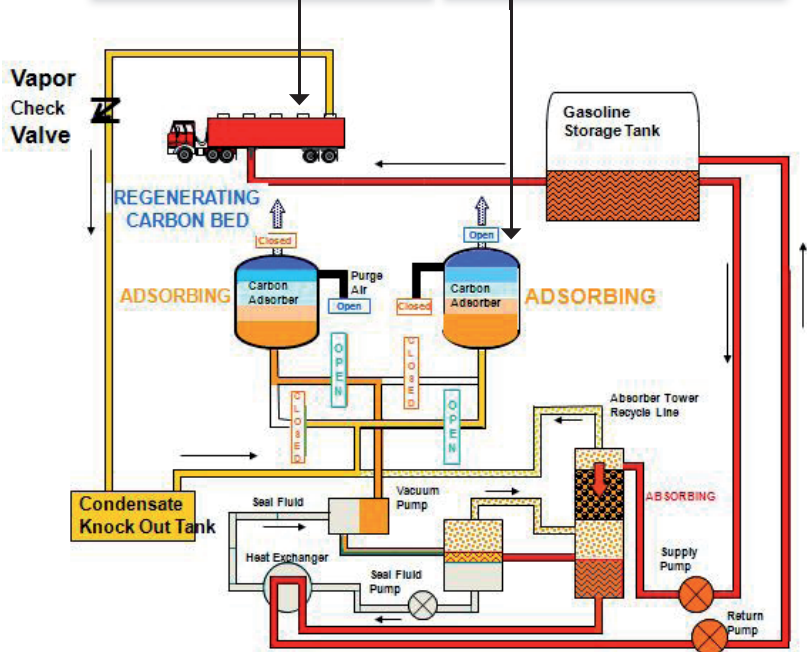 Vapor
Check
Valve
Gasoline
Storage Tank
REGENERATING
CARBON BED
Closed
Open
ADSORBING
Carbon
Adsorber
Purge
Air
Open
Closed
Carbon
Adsorber
ADSORBING
OPEN
CLOSED
CLOSED
OPEN
Absorber Tower
Recycle Line
Condensate
Knock Out Tank
Seal Fluid
Vacuum
Pump
ABSORBING
Heat Exchanger
Seal Fluid
Pump
Supply
Pump
Return
Pump